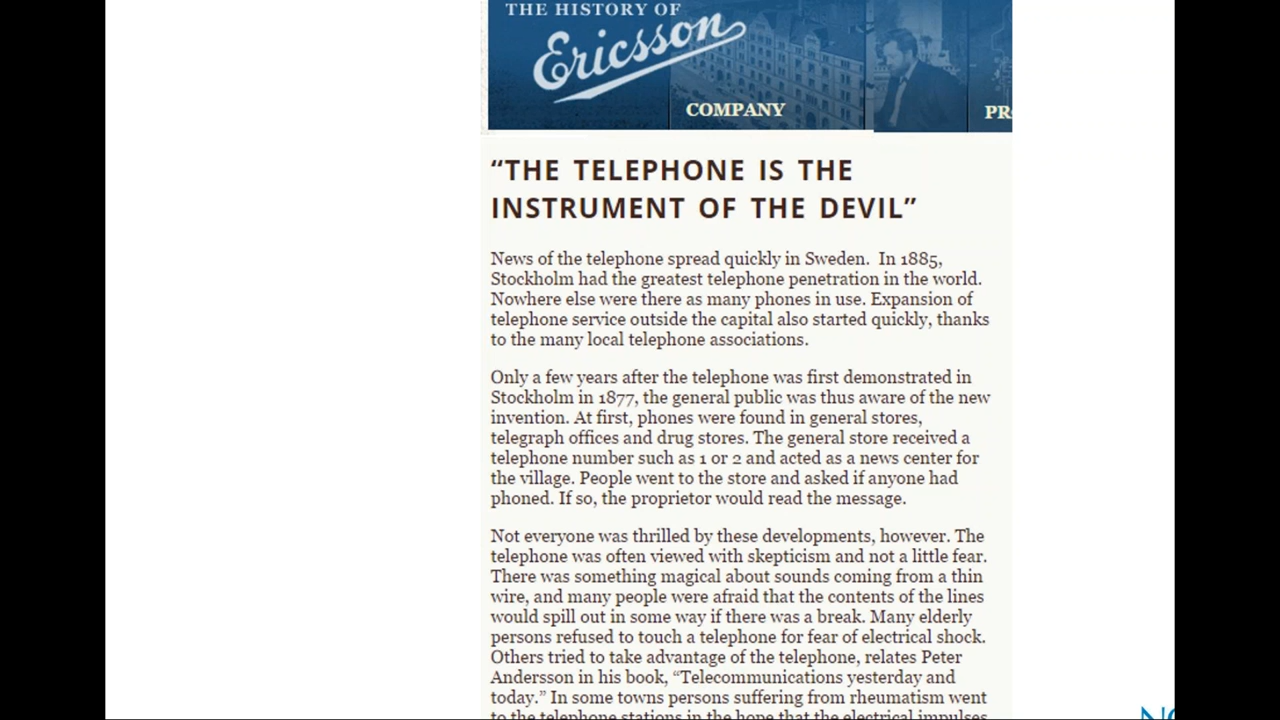 THE HISTORY OF
Ericsson
COMPANY
“THE TELEPHONE IS THE
INSTRUMENT OF THE DEVIL”
News of the telephone spread quickly in Sweden.  In 1885,
Stockholm had the greatest telephone penetration in the world.
Nowhere else were there as many phones in use. Expansion of
telephone service outside the capital also started quickly, thanks
to the many local telephone associations.
Only a few years after the telephone was first demonstrated in
Stockholm in 1877, the general public was thus aware of the new
invention. At first, phones were found in general stores,
telegraph offices and drug stores. The general store received a
telephone number such as 1 or 2 and acted as a news center for
the village. People went to the store and asked if anyone had
phoned. If so, the proprietor would read the message.
Not everyone was thrilled by these developments, however. The
telephone was often viewed with skepticism and not a little fear.
There was something magical about sounds coming from a thin
wire, and many people were afraid that the contents of the lines
would spill out in some way if there was a break. Many elderly
persons refused to touch a telephone for fear of electrical shock.
Others tried to take advantage of the telephone, relates Peter
Andersson in his book, “Telecommunications yesterday and
today.” In some towns persons suffering from rheumatism went
to the telephone stations in the hope that the electrical impulses